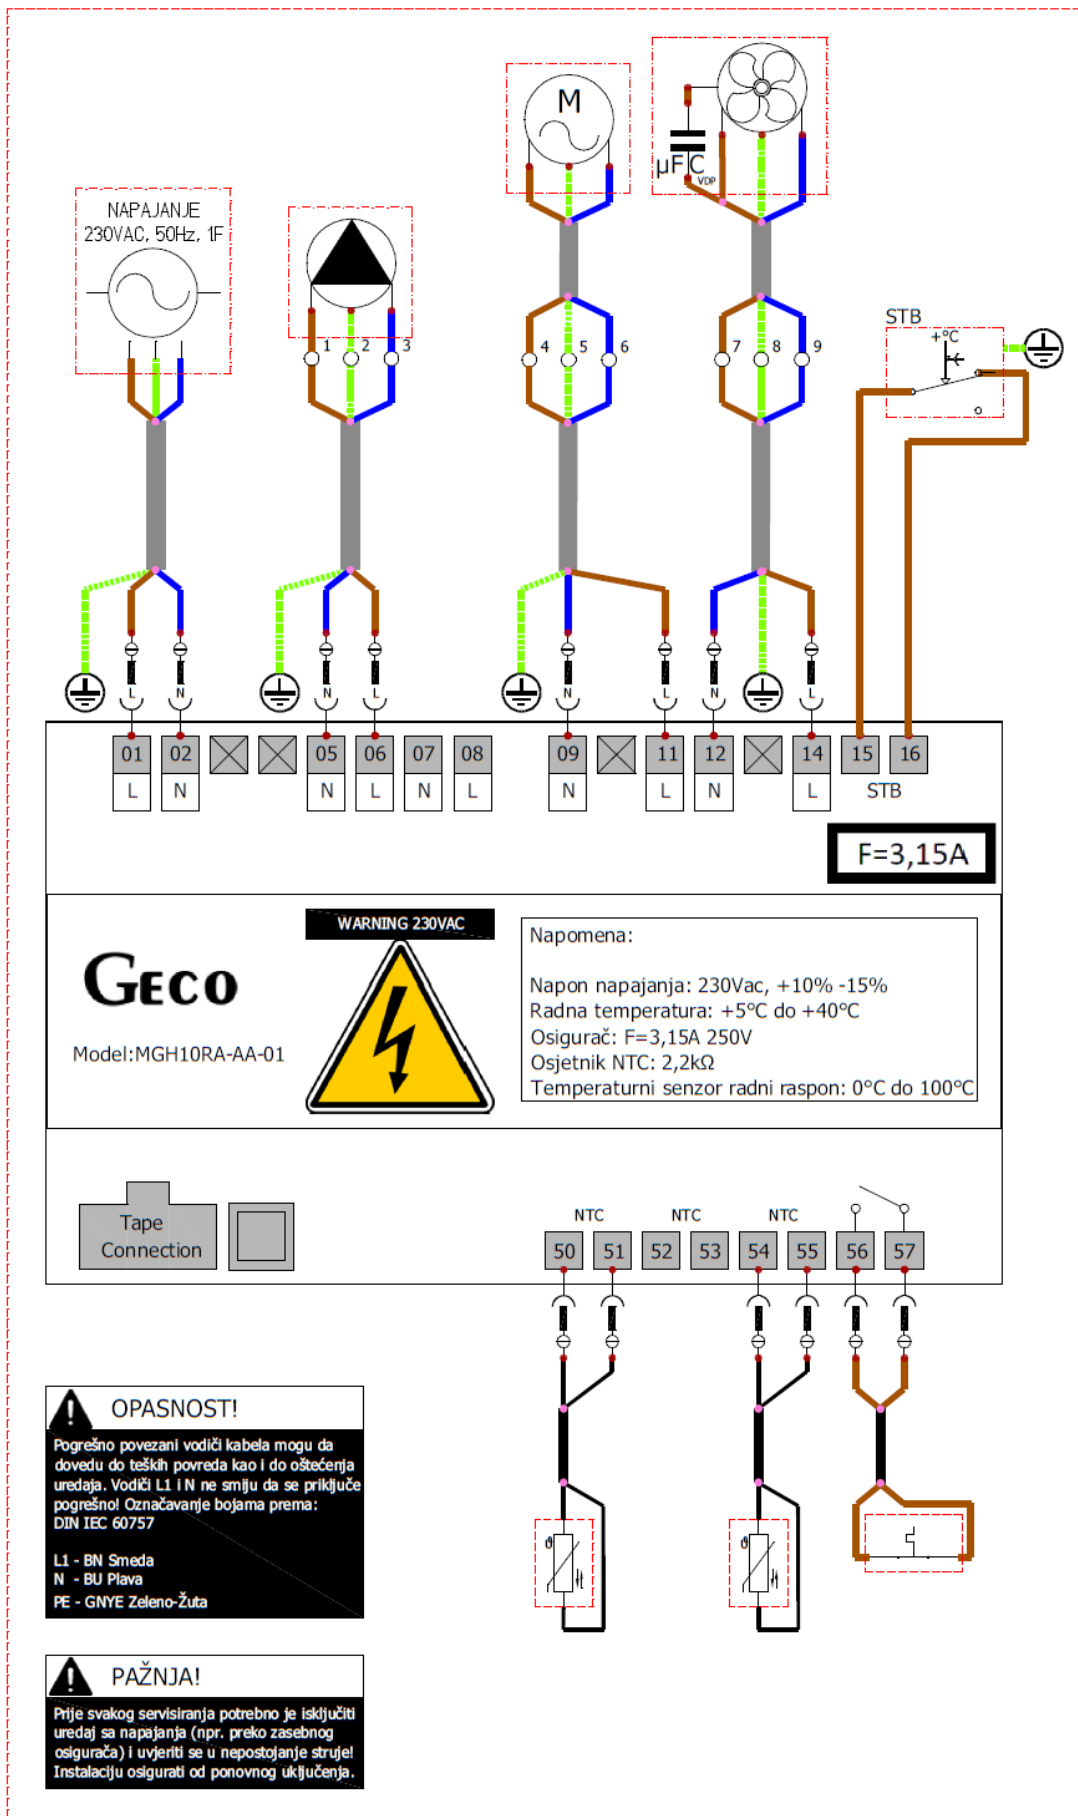 M
µF C
VDP
NAPAJANJE
230VAC, 50Hz, 1F
STB
+°C
1 2 3
4 5 6
7 8 9
L N N L N L N L
01 02 05 06 07 08 09 11 12 14 15 16
L N N L N L N L N L STB
F=3,15A
WARNING 230VAC
GECO
Model:MGH10RA-AA-01
Napomena:
Napon napajanja: 230Vac, +10% -15%
Radna temperatura: +5°C do +40°C
Osigurač: F=3,15A 250V
Osjetnik NTC: 2,2kΩ
Temperaturni senzor radni raspon: 0°C do 100°C
Tape
Connection
NTC NTC NTC
50 51 52 53 54 55 56 57
ϑ ϑ
! OPASNOST!
Pogrešno povezani vodiči kabela mogu da
dovedu do teških povreda kao i do oštećenja
uredaj​a. Vodiči L1 i N ne smiju da se priključe
pogrešno! Označavanje bojama prema:
DIN IEC 60757
L1 - BN Smeda
N - BU Plava
PE - GNYE Zeleno-Žuta
! PAŽNJA!
Prije svakog servisiranja potrebno je isključiti
uredaj sa napajanja (npr. preko zasebnog
osigurača) i uvjeriti se u nepostojanje struje!
Instalaciju osigurati od ponovnog uključenja.